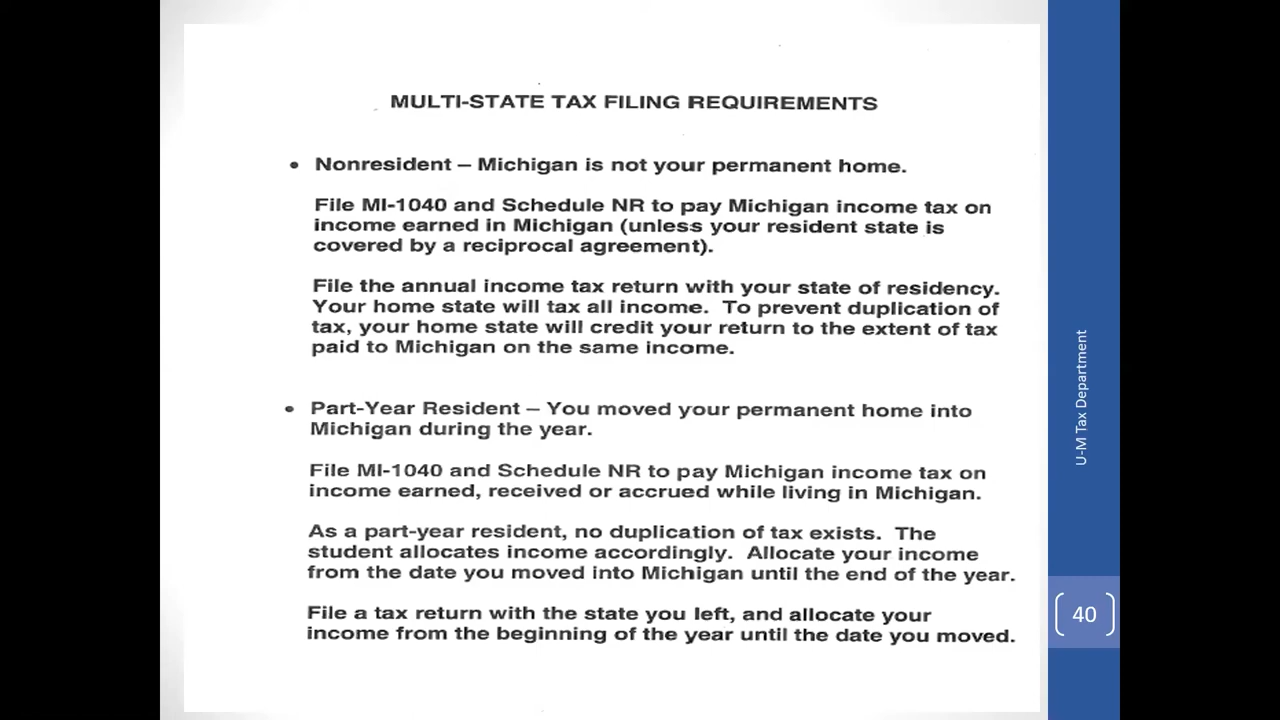 MULTI-STATE TAX FILING REQUIREMENTS
• Nonresident – Michigan is not your permanent home.
File MI-1040 and Schedule NR to pay Michigan income tax on
income earned in Michigan (unless your resident state is
covered by a reciprocal agreement).
File the annual income tax return with your state of residency.
Your home state will tax all income. To prevent duplication of
tax, your home state will credit your return to the extent of tax
paid to Michigan on the same income.
• Part-Year Resident – You moved your permanent home into
Michigan during the year.
File MI-1040 and Schedule NR to pay Michigan income tax on
income earned, received or accrued while living in Michigan.
As a part-year resident, no duplication of tax exists. The
student allocates income accordingly. Allocate your income
from the date you moved into Michigan until the end of the year.
File a tax return with the state you left, and allocate your
income from the beginning of the year until the date you moved.
U-M Tax Department
40